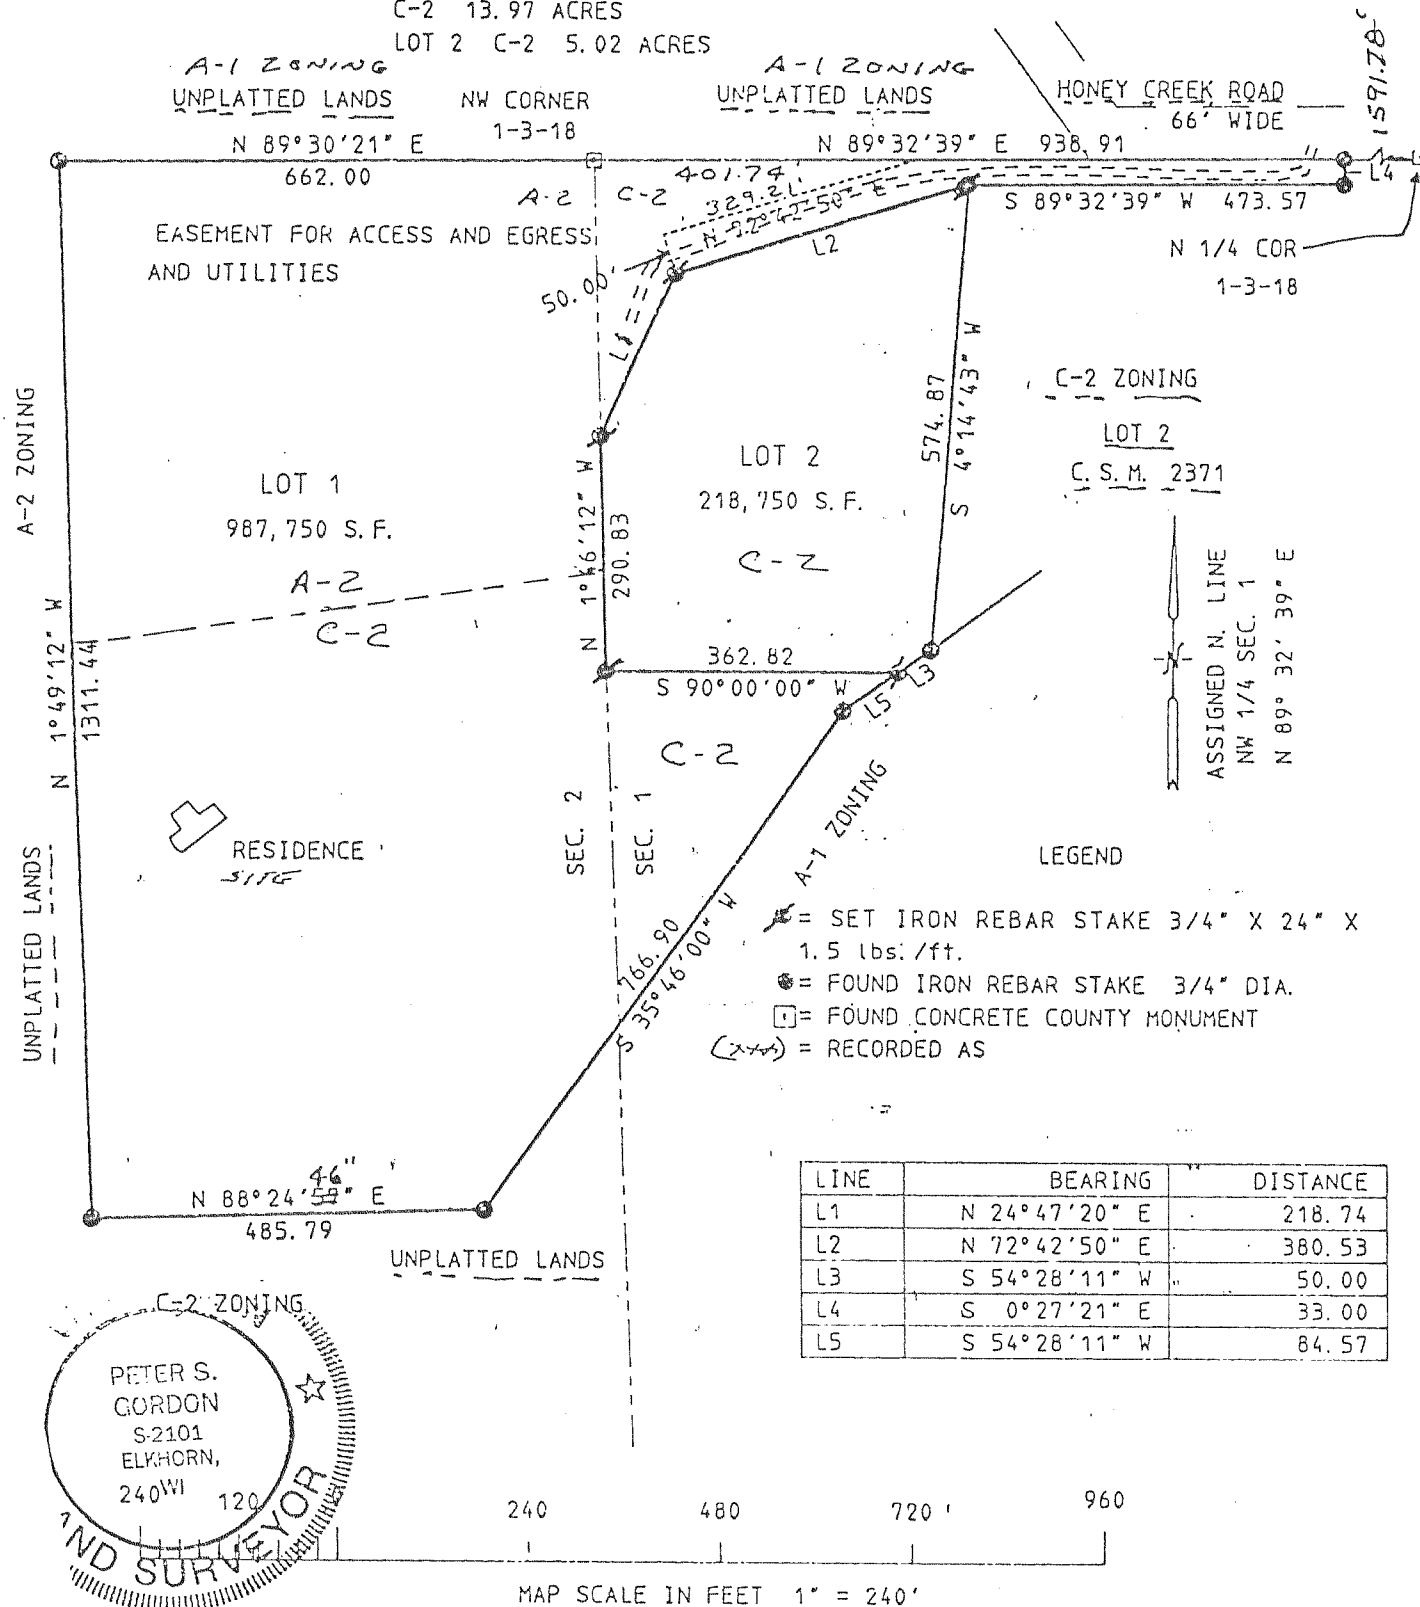 C-2 13.97 ACRES
LOT 2 C-2 5.02 ACRES
A-1 ZONING
UNPLATTED LANDS
NW CORNER
1-3-18
A-1 ZONING
UNPLATTED LANDS
HONEY CREEK ROAD
66' WIDE
1591.78'
N 89°30'21" E
662.00
N 89°32'39" E 938.91
L4
401.74'
A-2 C-2
329.21'
N 72°42'50" E
L2
S 89°32'39" W 473.57
EASEMENT FOR ACCESS AND EGRESS
AND UTILITIES
50.00'
L1
N 1/4 COR
1-3-18
A-2 ZONING
574.87
S 4°14'43" W
C-2 ZONING
LOT 2
C.S.M. 2371
LOT 1
987,750 S.F.
LOT 2
218,750 S.F.
N 1°46'12" W
290.83
C-2
A-2
C-2
ASSIGNED N. LINE
NW 1/4 SEC. 1
N 89° 32' 39" E
N
N 1°49'12" W
1311.44
362.82
S 90°00'00" W
L3
L5
C-2
SEC. 2
SEC. 1
A-1 ZONING
RESIDENCE
SITE
UNPLATTED LANDS
766.90
S 35°46'00" W
LEGEND
= SET IRON REBAR STAKE 3/4" X 24" X
1.5 lbs./ft.
= FOUND IRON REBAR STAKE 3/4" DIA.
= FOUND CONCRETE COUNTY MONUMENT
(xxx) = RECORDED AS
46"
N 88°24'59" E
485.79
UNPLATTED LANDS
C-2 ZONING
LINE BEARING DISTANCE
L1 N 24°47'20" E 218.74
L2 N 72°42'50" E 380.53
L3 S 54°28'11" W 50.00
L4 S 0°27'21" E 33.00
L5 S 54°28'11" W 84.57
PETER S.
GORDON
S-2101
ELKHORN,
WI
AND SURVEYOR
240 120 240 480 720 ' 960
MAP SCALE IN FEET 1" = 240'